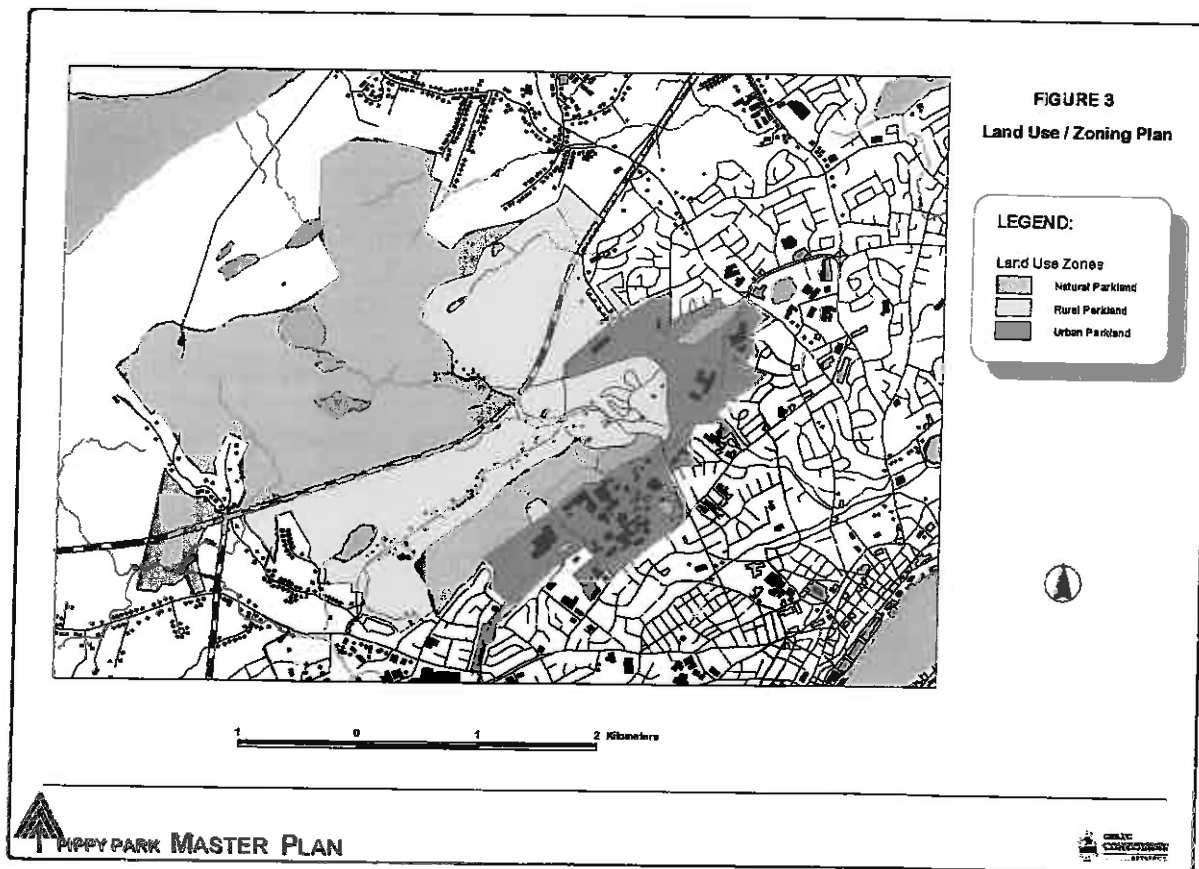 FIGURE 3
Land Use / Zoning Plan
LEGEND:
Land Use Zones
Natural Parkland
Rural Parkland
Urban Parkland
1 0 1 2 Kilometers
PIPPY PARK MASTER PLAN